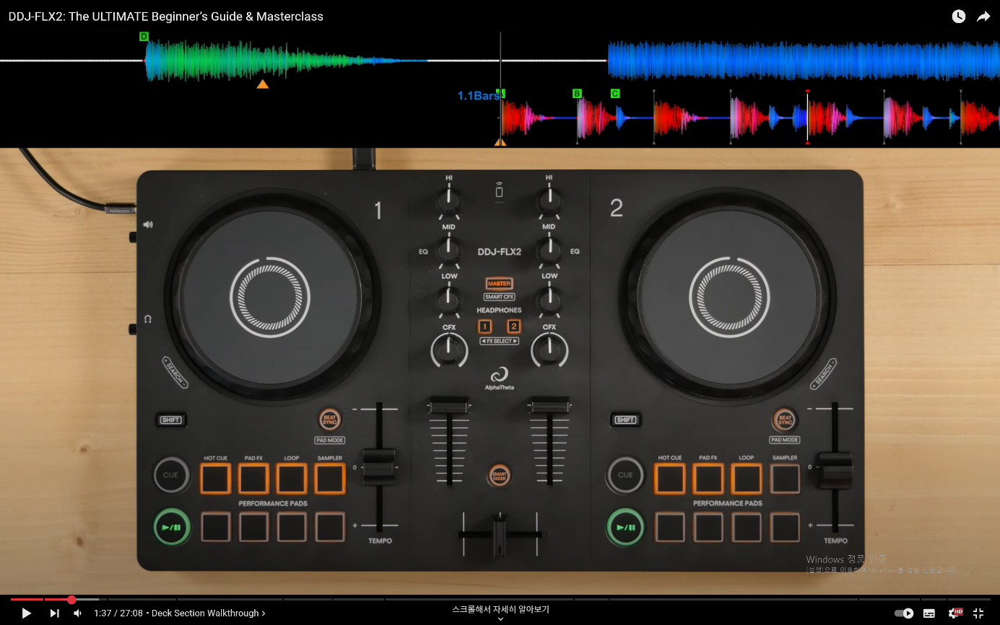 DDJ-FLX2: The ULTIMATE Beginner's Guide & Masterclass
D
1.1Bars
B
C
1
HI
HI
2
MID
MID
EQ
DDJ-FLX2
EQ
LOW
LOW
MASTER
SMART CFX
HEADPHONES
1 2
CFX
CFX
◄ FX SELECT ►
AlphaTheta
- SEARCH +
- SEARCH +
SHIFT
BEAT SYNC
SHIFT
BEAT SYNC
PAD MODE
PAD MODE
HOT CUE PAD FX LOOP SAMPLER
HOT CUE PAD FX LOOP SAMPLER
CUE
0
SMART FADER
CUE
0
PERFORMANCE PADS
PERFORMANCE PADS
►/❚❚
►/❚❚
TEMPO
TEMPO
Windows 정품 인증
[설정]으로 이동하여 Windows를 정품 인증합니다.
1:37 / 27:08 • Deck Section Walkthrough >
스크롤해서 자세히 알아보기
HD